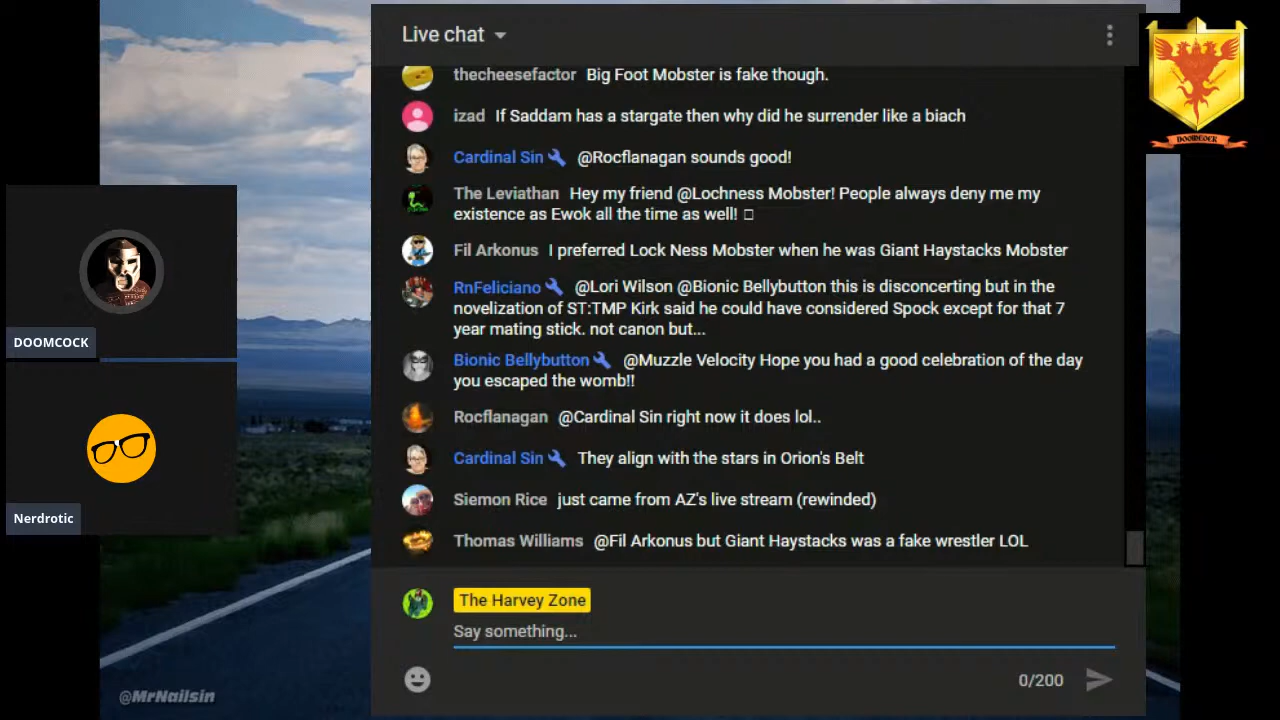 Live chat
thecheesefactor Big Foot Mobster is fake though.
izad If Saddam has a stargate then why did he surrender like a biach
Cardinal Sin @Rocflanagan sounds good!
The Leviathan Hey my friend @Lochness Mobster! People always deny me my
existence as Ewok all the time as well!
Fil Arkonus I preferred Lock Ness Mobster when he was Giant Haystacks Mobster
RnFeliciano @Lori Wilson @Bionic Bellybutton this is disconcerting but in the
novelization of ST:TMP Kirk said he could have considered Spock except for that 7
year mating stick. not canon but...
Bionic Bellybutton @Muzzle Velocity Hope you had a good celebration of the day
you escaped the womb!!
Rocflanagan @Cardinal Sin right now it does lol..
Cardinal Sin They align with the stars in Orion's Belt
Siemon Rice just came from AZ's live stream (rewinded)
Thomas Williams @Fil Arkonus but Giant Haystacks was a fake wrestler LOL
The Harvey Zone
Say something...
0/200
DOOMCOCK
Nerdrotic
@MrNailsin
DOOMCOCK